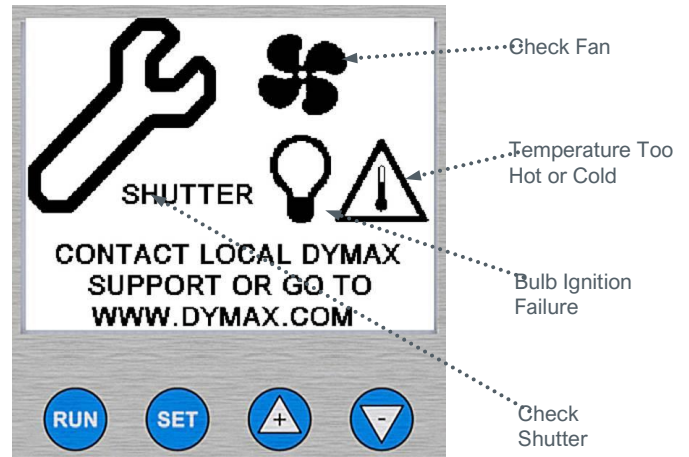 Check Fan
Temperature Too
Hot or Cold
SHUTTER
CONTACT LOCAL DYMAX
SUPPORT OR GO TO
WWW.DYMAX.COM
Bulb Ignition
Failure
RUN
SET
+
-
Check
Shutter